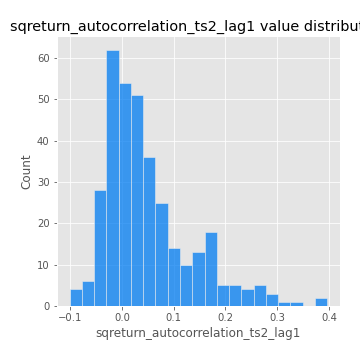 sqreturn_autocorrelation_ts2_lag1 value distribut
60
50
40
30
20
10
0
Count
−0.1 0.0 0.1 0.2 0.3 0.4
sqreturn_autocorrelation_ts2_lag1